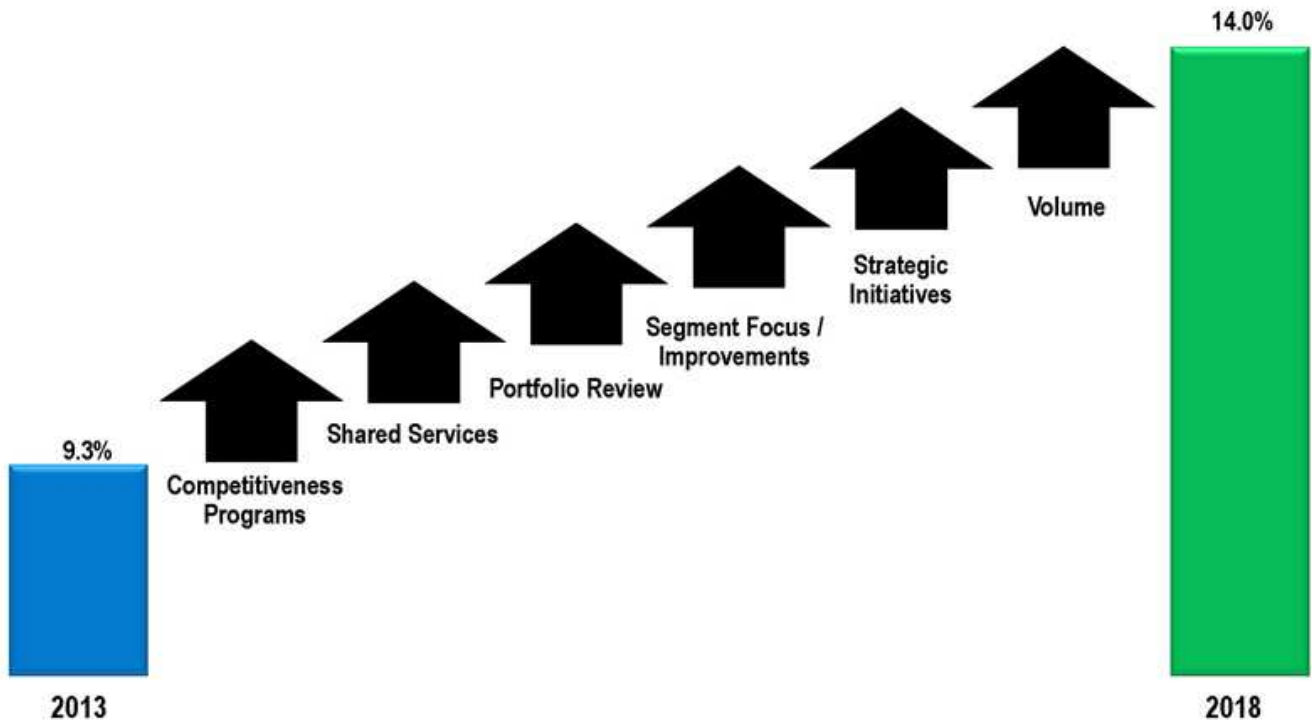 14.0%
Volume
Strategic
Initiatives
Segment Focus /
Improvements
Portfolio Review
Shared Services
9.3%
Competitiveness
Programs
2013
2018